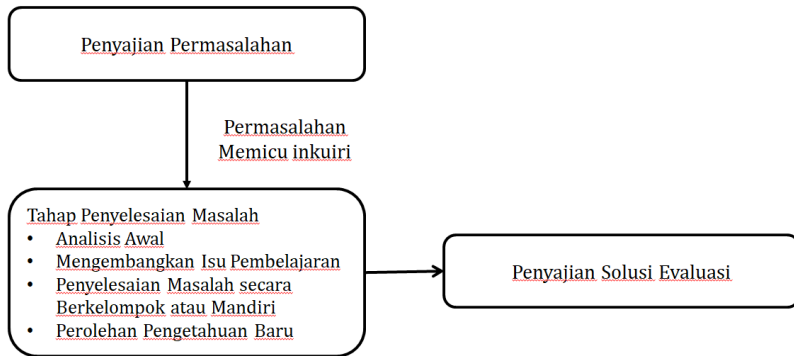 Penyajian Permasalahan
Permasalahan
Memicu inkuiri
Tahap Penyelesaian Masalah
• Analisis Awal
• Mengembangkan Isu Pembelajaran
• Penyelesaian Masalah secara
Berkelompok atau Mandiri
• Perolehan Pengetahuan Baru
Penyajian Solusi Evaluasi